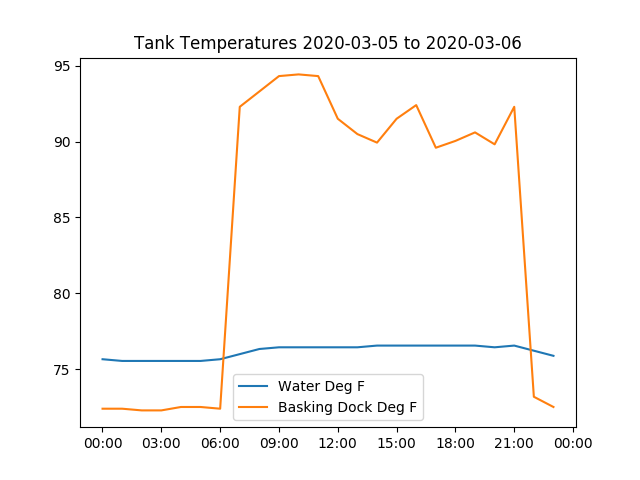 Tank Temperatures 2020-03-05 to 2020-03-06
95
90
85
80
75
Water Deg F
Basking Dock Deg F
00:00 03:00 06:00 09:00 12:00 15:00 18:00 21:00 00:00